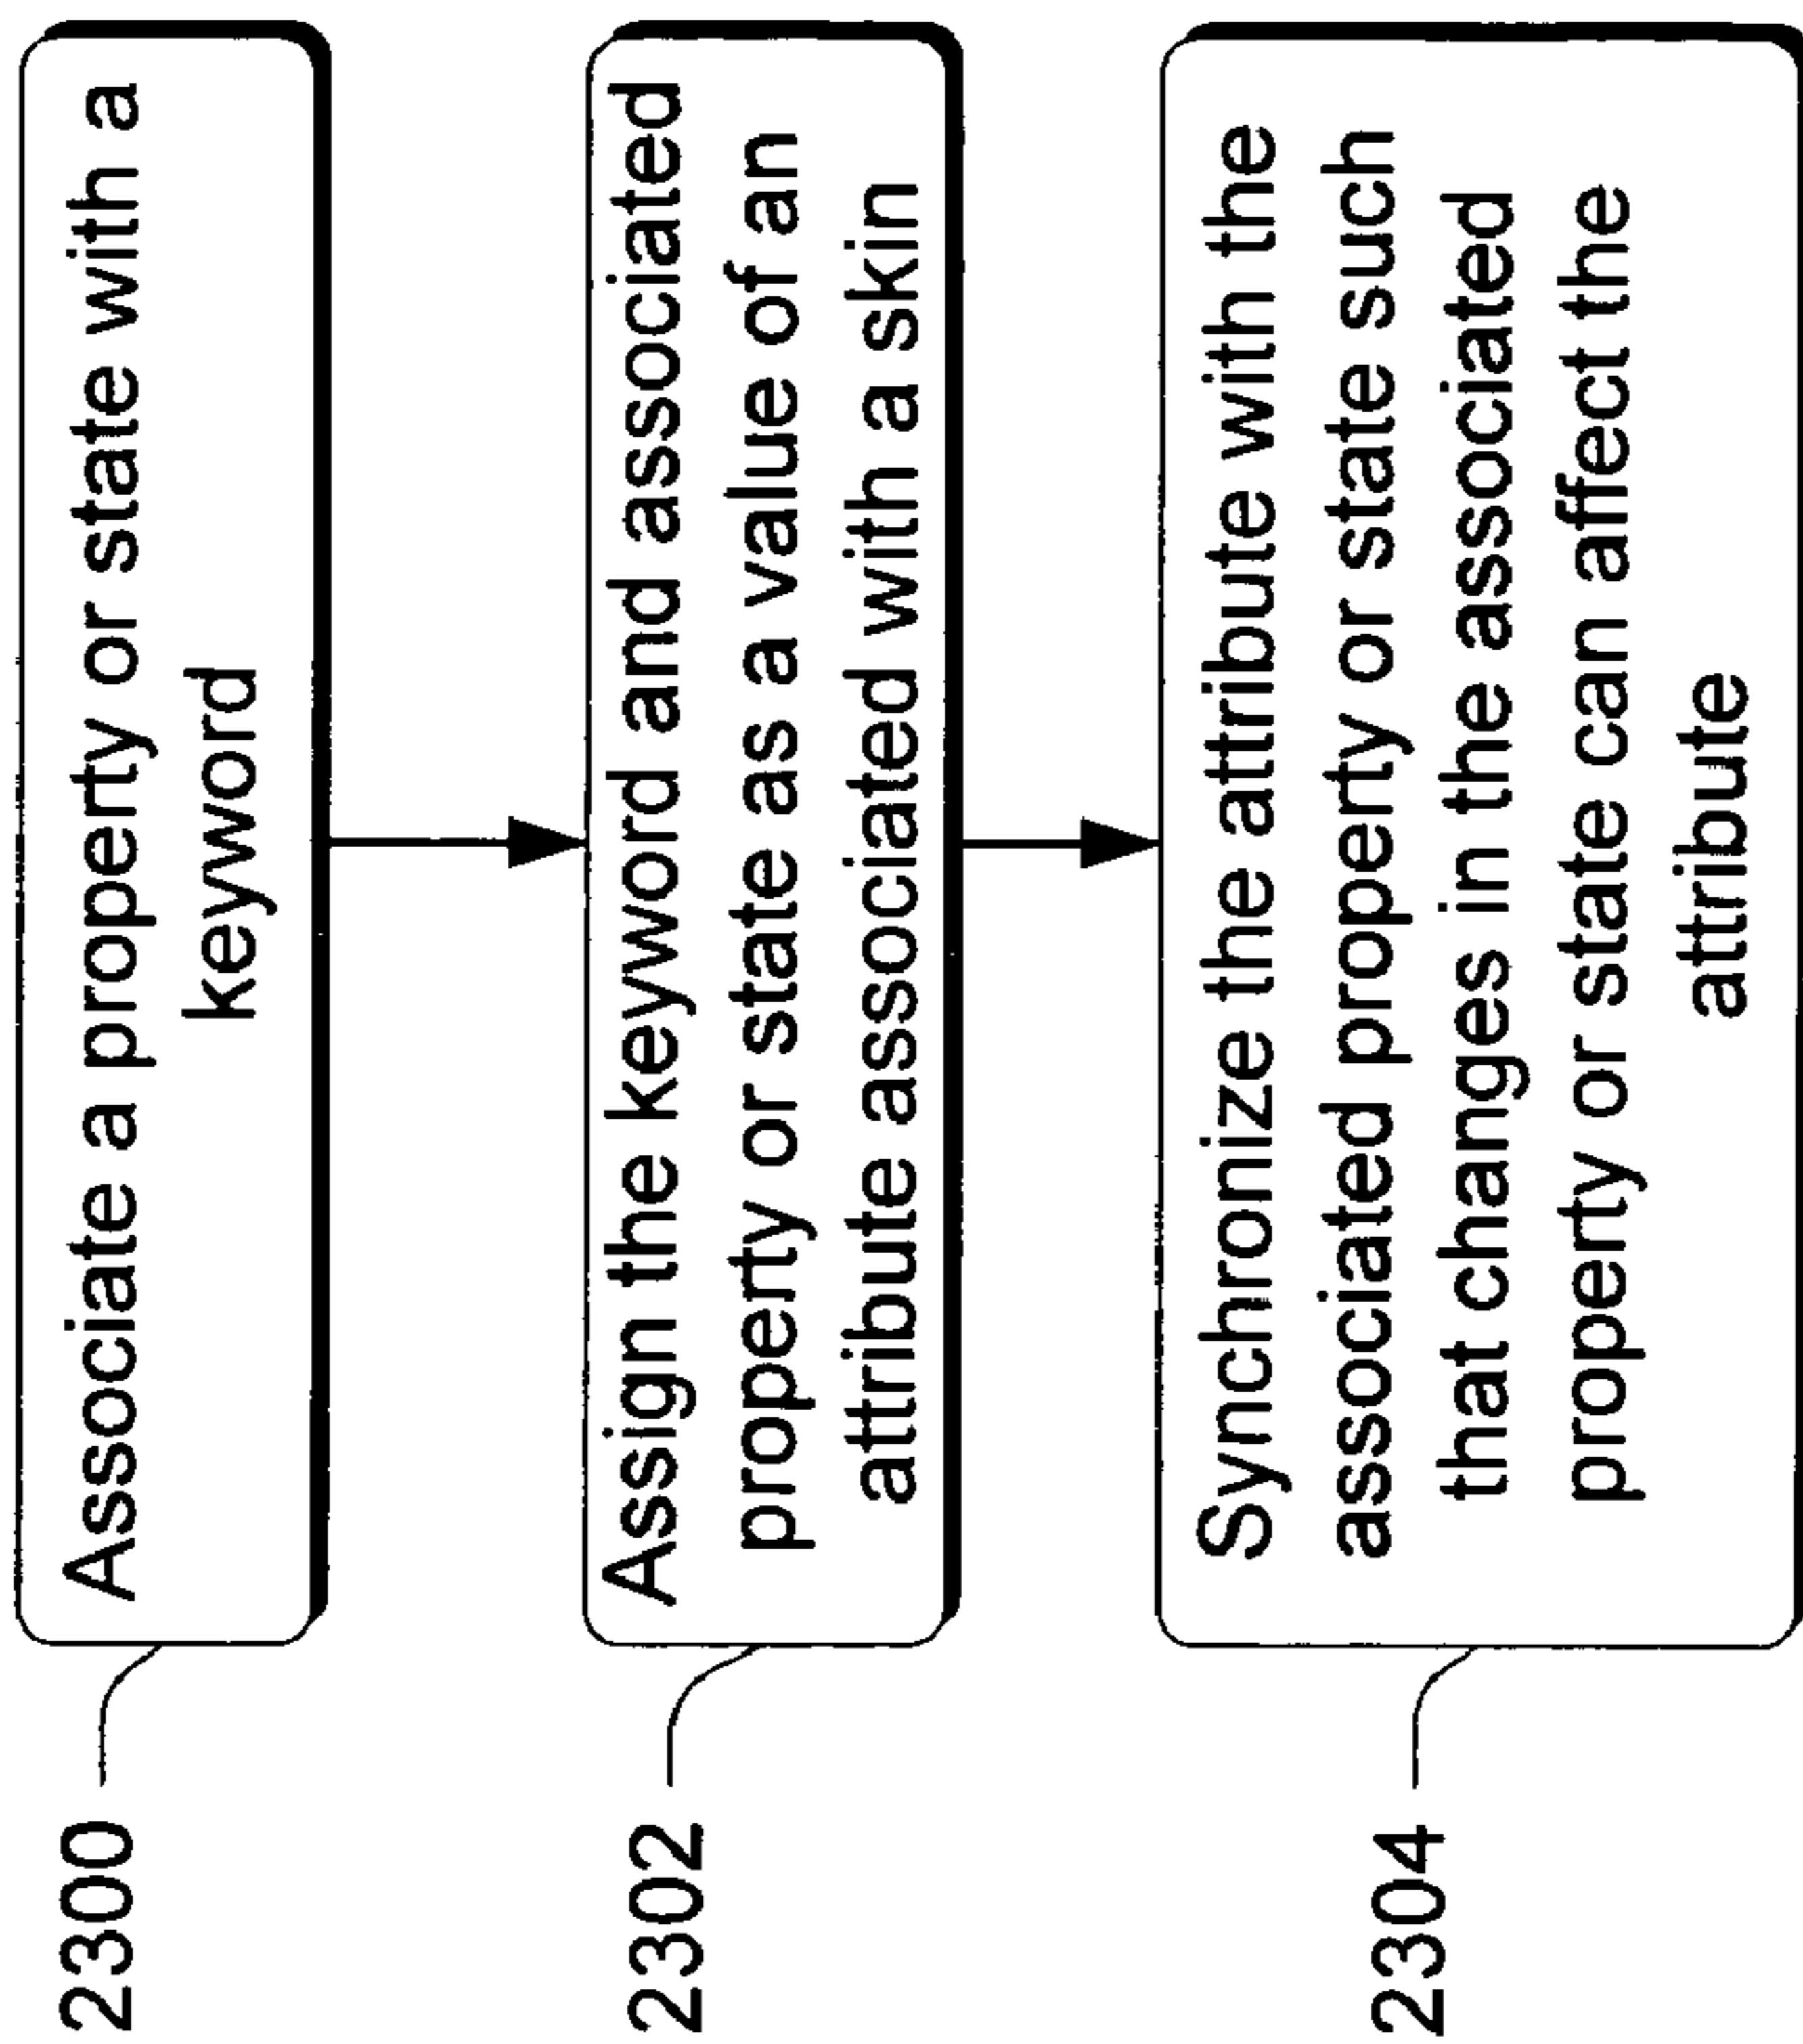 2300
Associate a property or state with a
keyword
2302
Assign the keyword and associated
property or state as a value of an
attribute associated with a skin
2304
Synchronize the attribute with the
associated property or state such
that changes in the associated
property or state can affect the
attribute